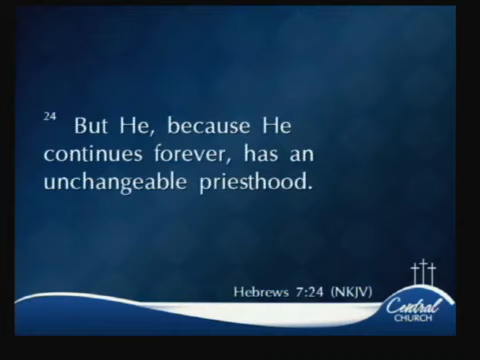 24 But He, because He
continues forever, has an
unchangeable priesthood.
Hebrews 7:24 (NKJV)
Central
CHURCH